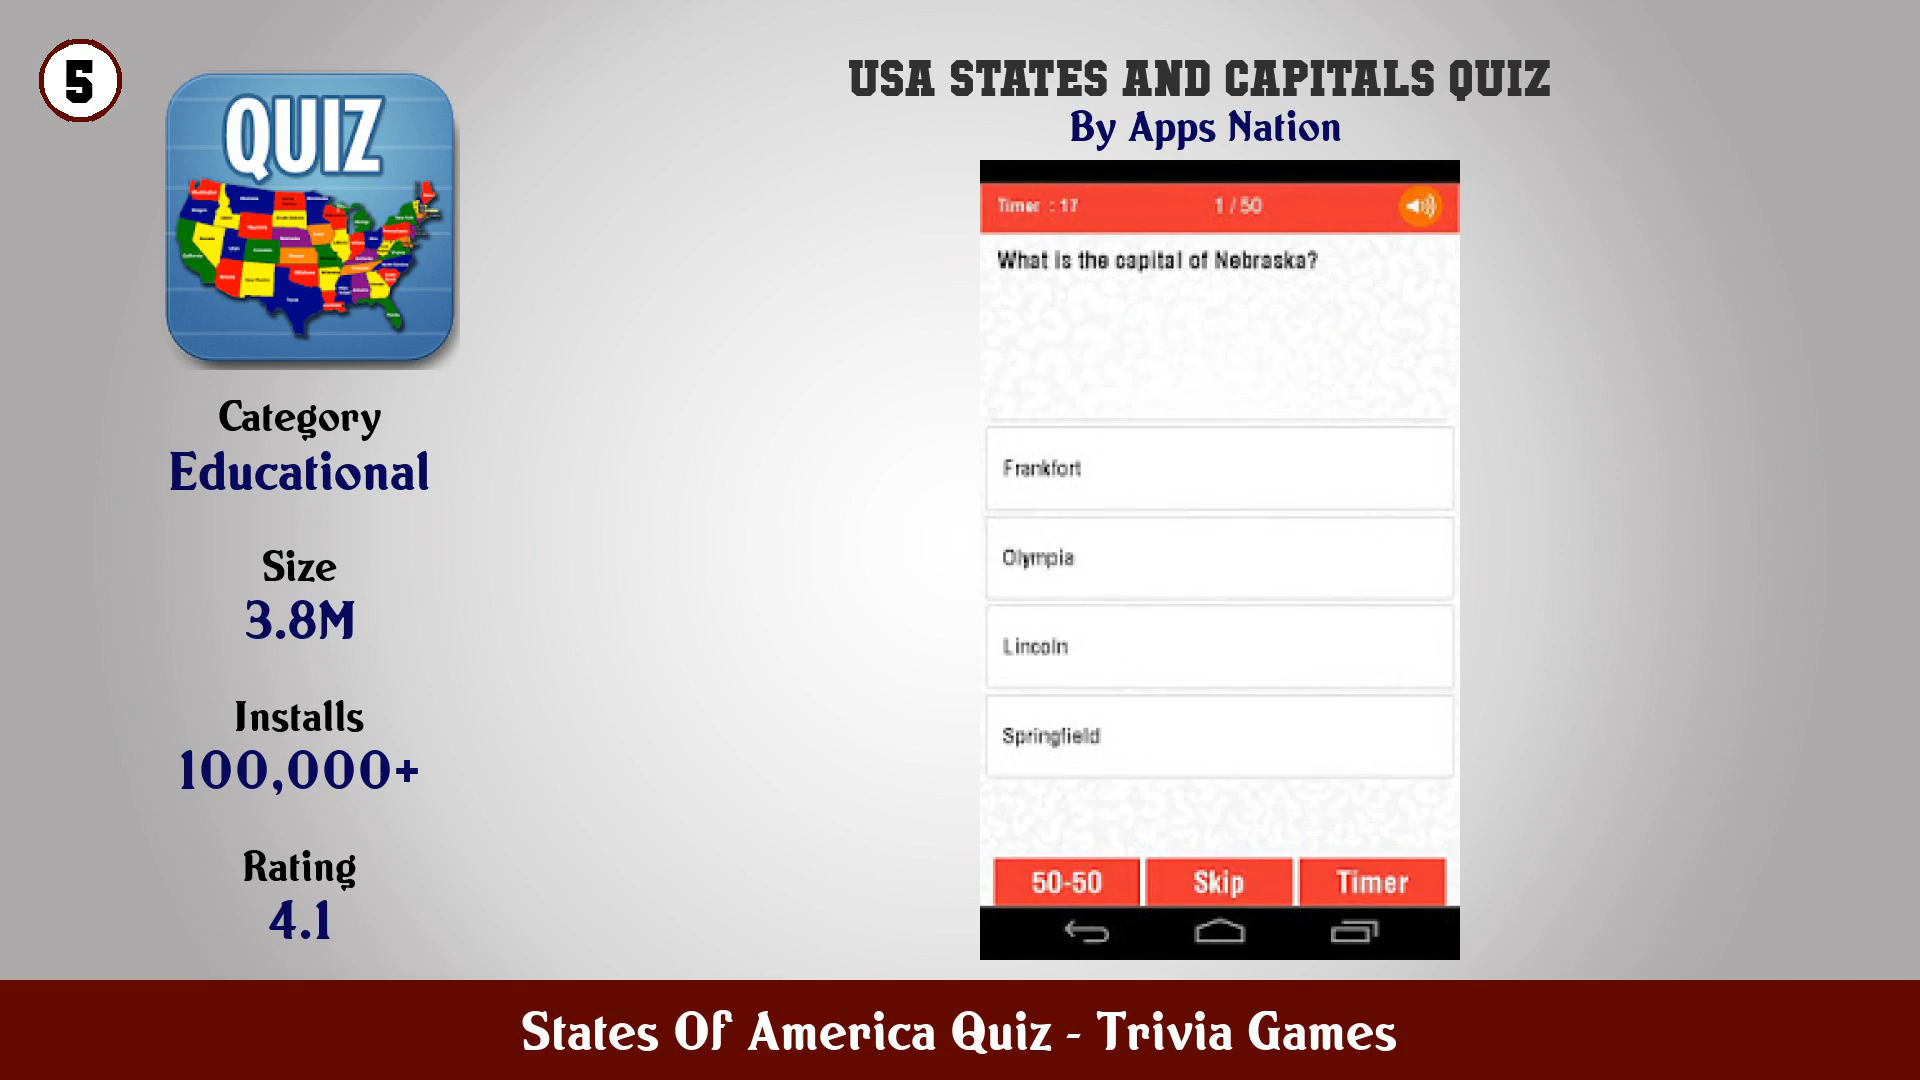 5
QUIZ
Category
Educational
Size
3.8M
Installs
100,000+
Rating
4.1
USA STATES AND CAPITALS QUIZ
By Apps Nation
Timer : 17
1 / 50
What is the capital of Nebraska?
Frankfort
Olympia
Lincoln
Springfield
50-50
Skip
Timer
States Of America Quiz - Trivia Games